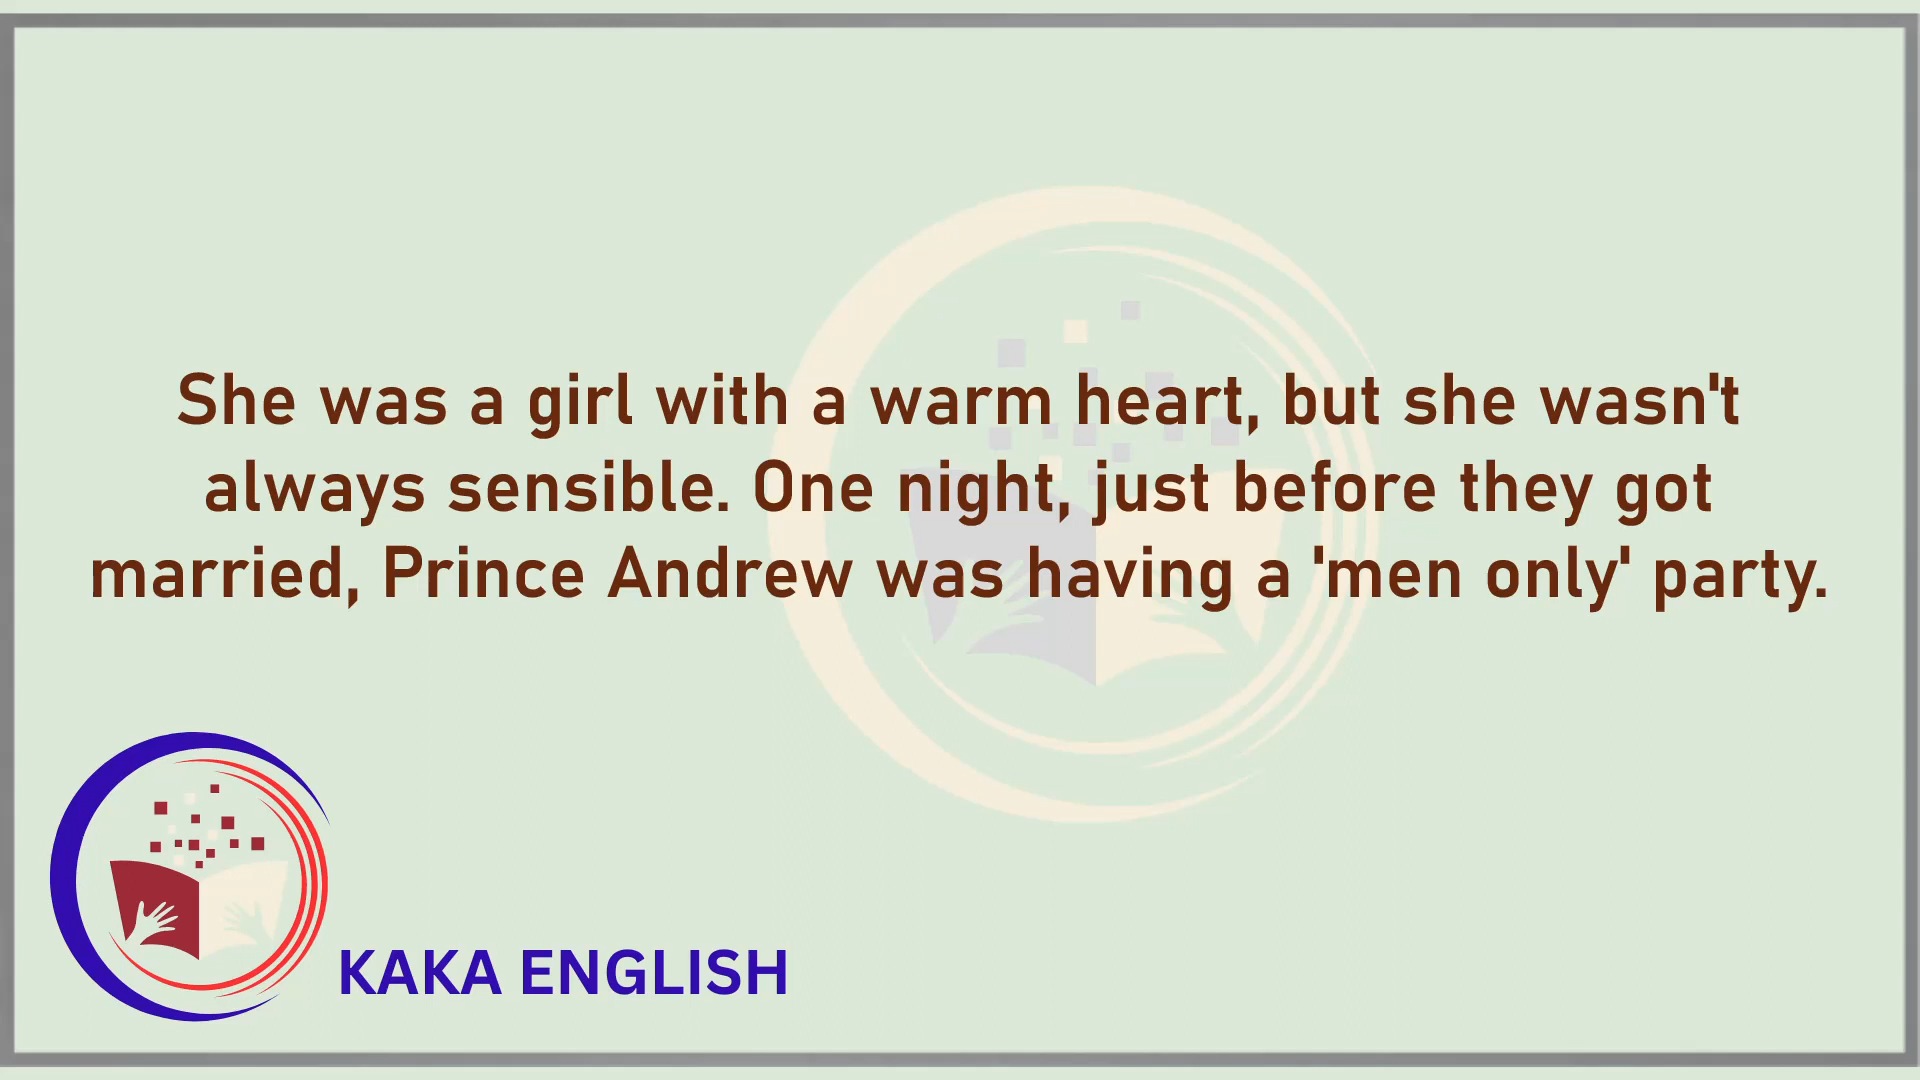 She was a girl with a warm heart, but she wasn't
always sensible. One night, just before they got
married, Prince Andrew was having a 'men only' party.
KAKA ENGLISH